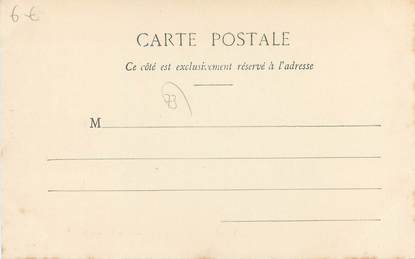 6 €
CARTE POSTALE
Ce côté est exclusivement réservé à l'adresse
M